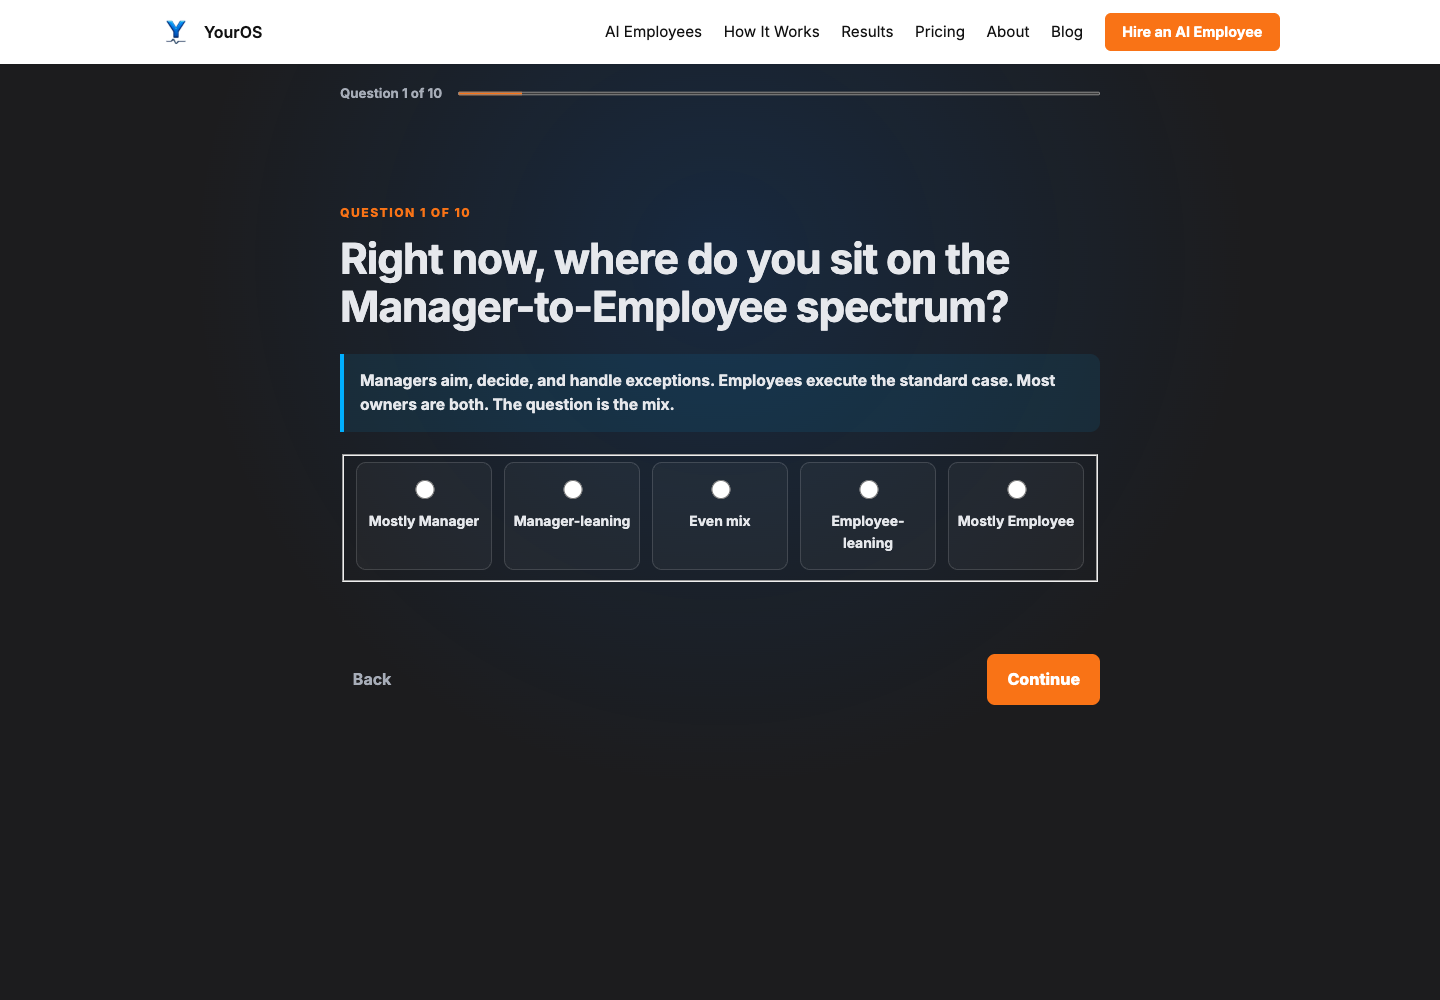 YourOS
AI Employees
How It Works
Results
Pricing
About
Blog
Hire an AI Employee
Question 1 of 10
QUESTION 1 OF 10
Right now, where do you sit on the
Manager-to-Employee spectrum?
Managers aim, decide, and handle exceptions. Employees execute the standard case. Most
owners are both. The question is the mix.
Mostly Manager
Manager-leaning
Even mix
Employee-
leaning
Mostly Employee
Back
Continue